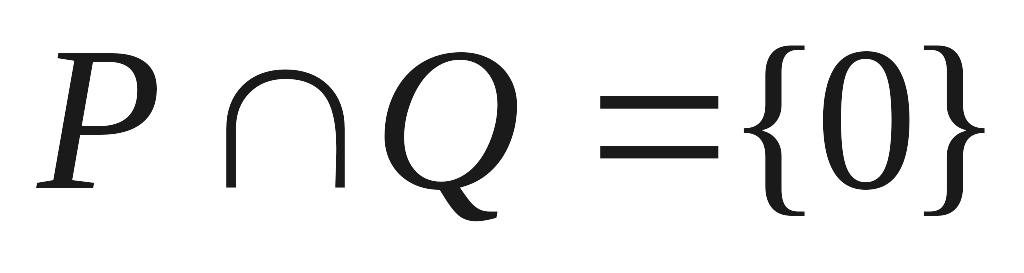 P ∩ Q = {0}